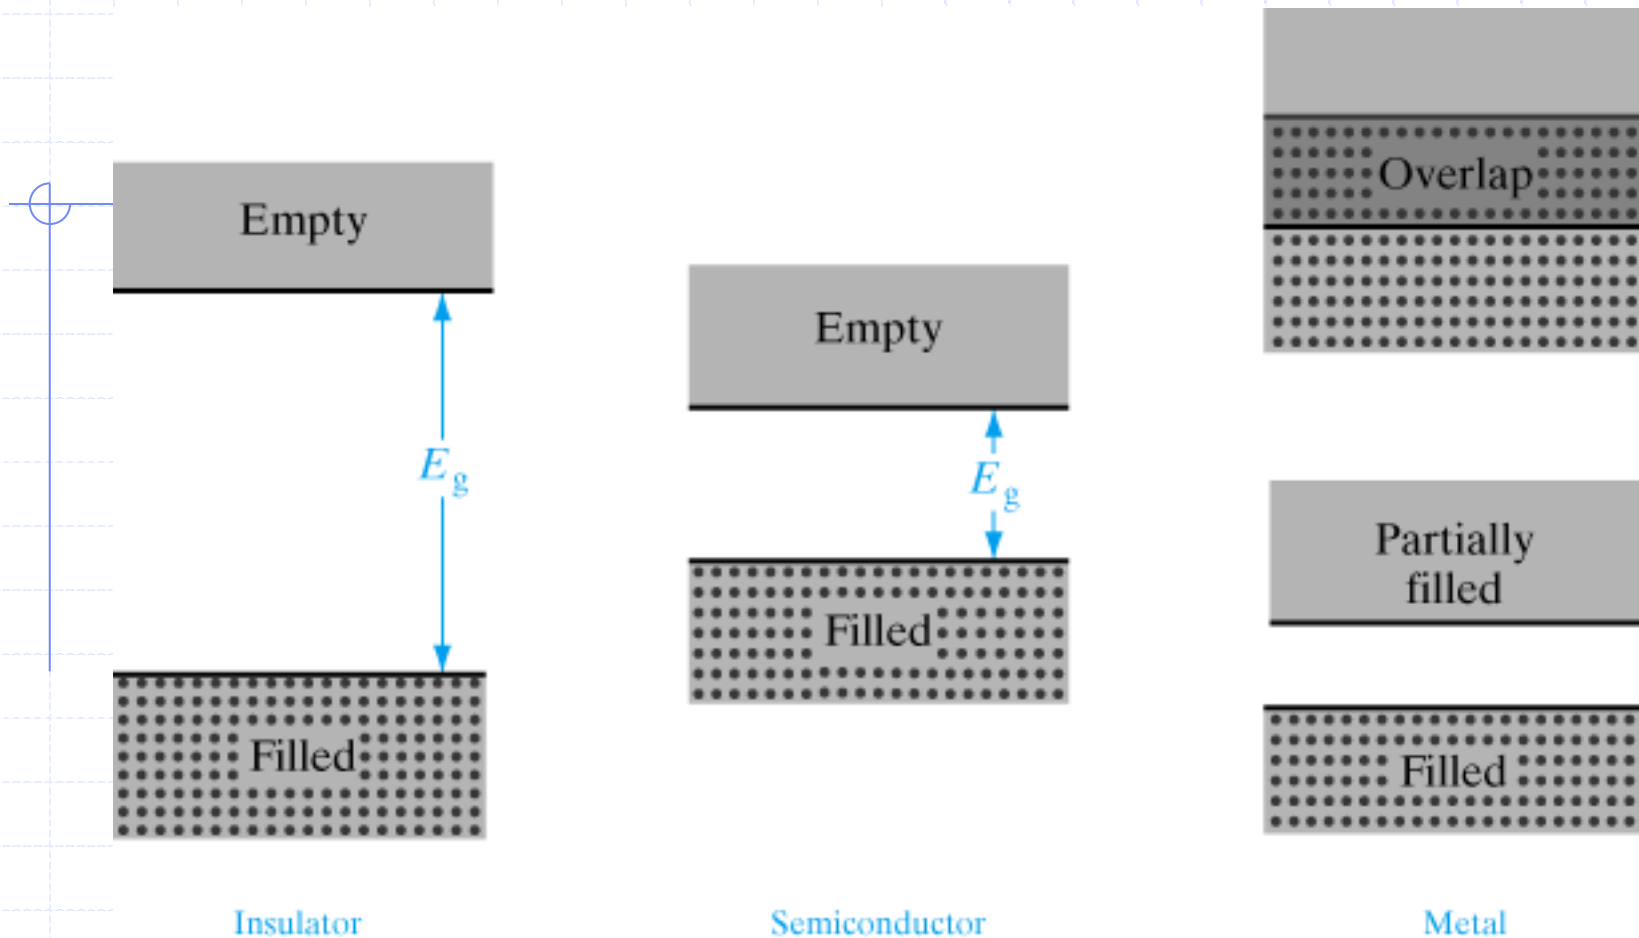 Empty
E g
Filled
Insulator
Empty
E g
Filled
Semiconductor
Overlap
Partially
filled
Filled
Metal